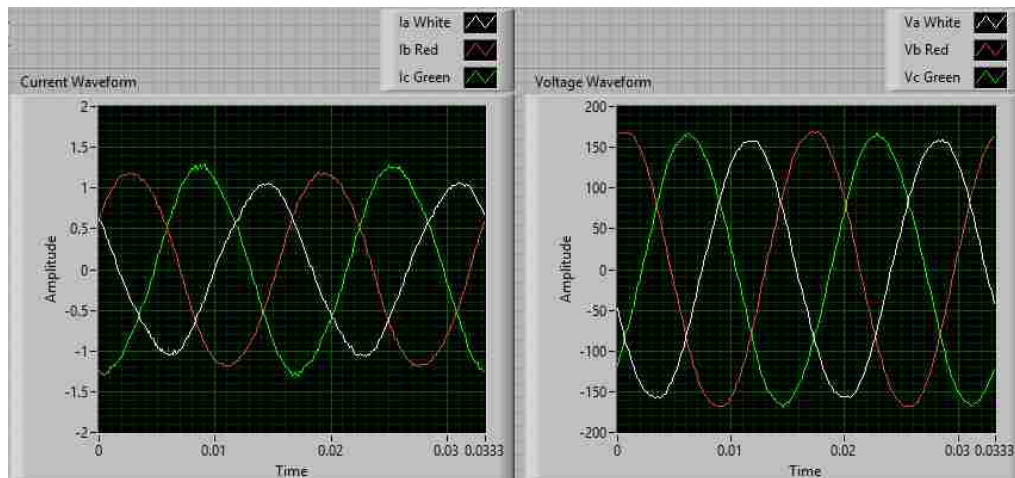 Ia White
Ib Red
Ic Green
Current Waveform
2
1.5
1
0.5
0
-0.5
-1
-1.5
-2
Amplitude
0
0.01
0.02
0.03
0.0333
Time
Va White
Vb Red
Vc Green
Voltage Waveform
200
150
100
50
0
-50
-100
-150
-200
Amplitude
0
0.01
0.02
0.03
0.0333
Time